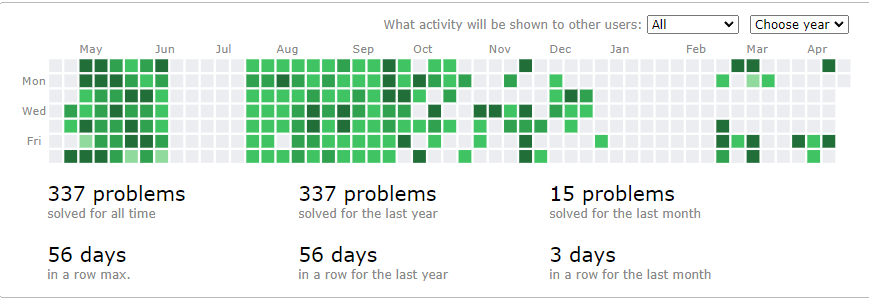 What activity will be shown to other users: All Choose year
May Jun Jul Aug Sep Oct Nov Dec Jan Feb Mar Apr
Mon
Wed
Fri
337 problems 337 problems 15 problems
solved for all time solved for the last year solved for the last month
56 days 56 days 3 days
in a row max. in a row for the last year in a row for the last month